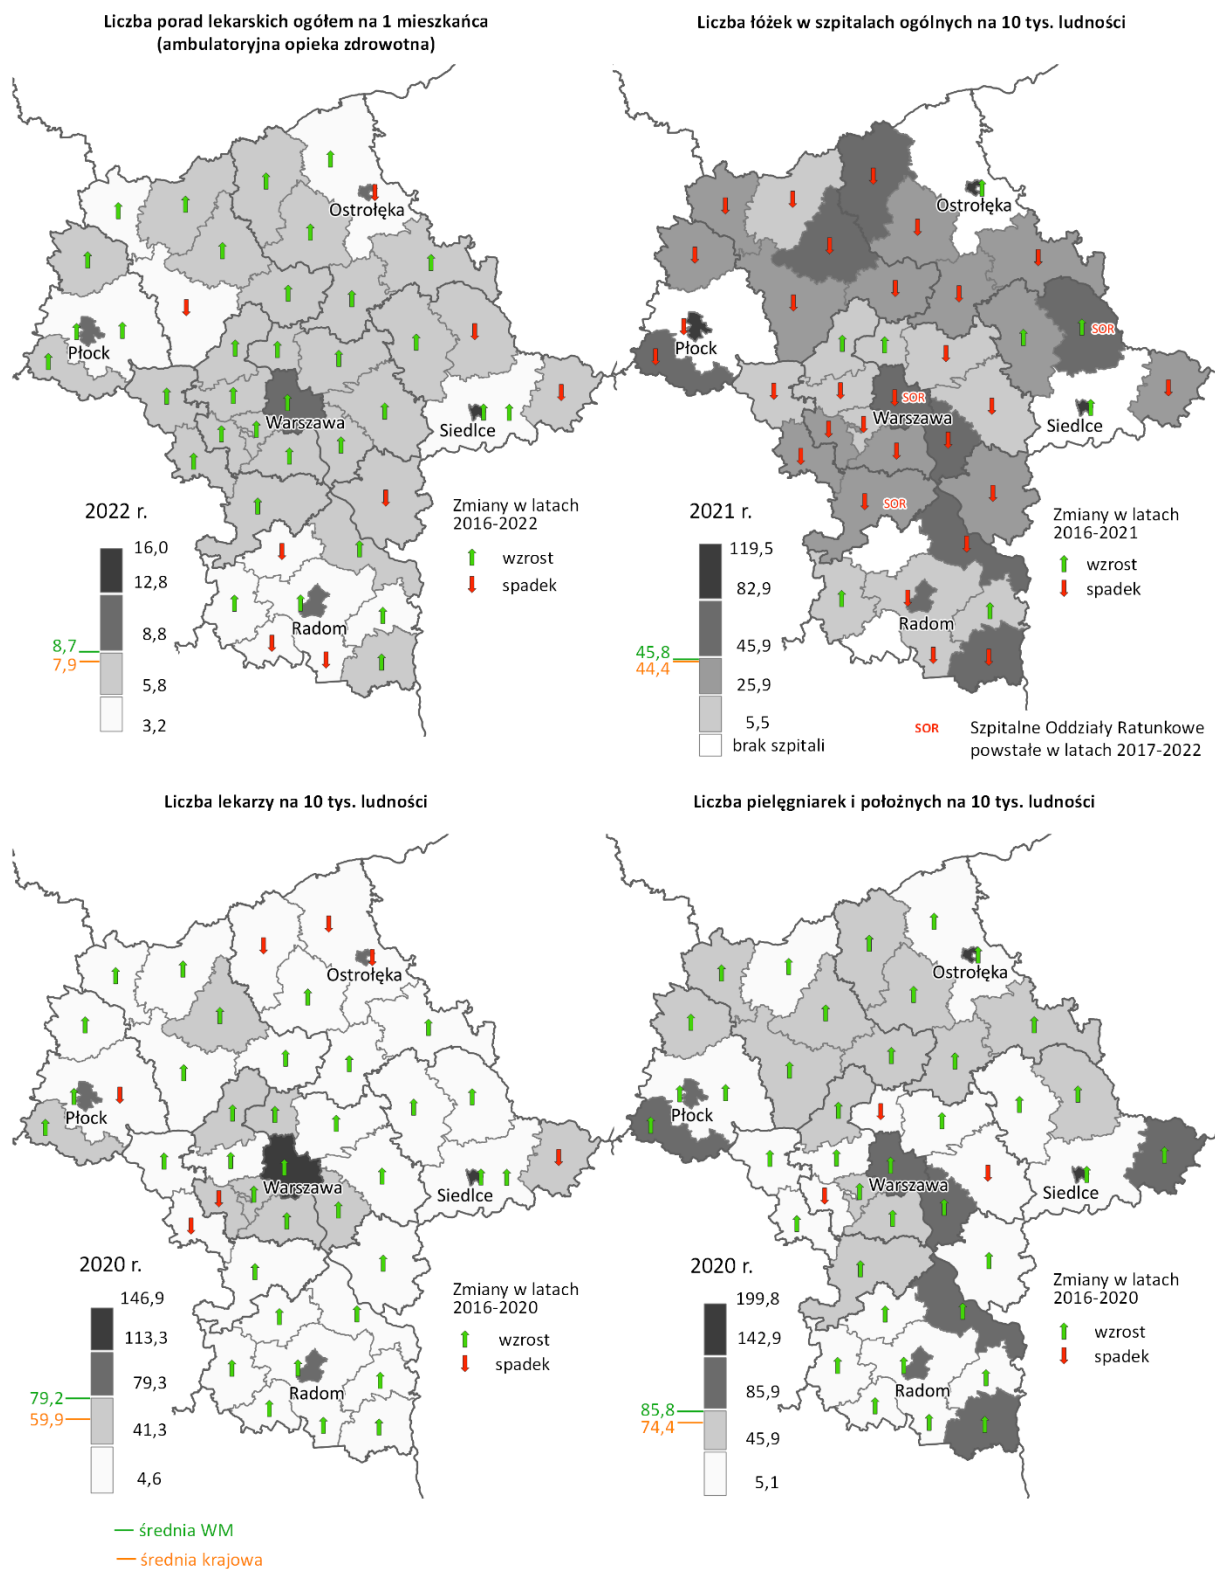 Liczba porad lekarskich ogółem na 1 mieszkańca
(ambulatoryjna opieka zdrowotna)
Ostrołęka
Płock
Warszawa
Siedlce
Radom
2022 r.
16,0
12,8
8,8
8,7
7,9
5,8
3,2
Zmiany w latach
2016-2022
wzrost
spadek
Liczba łóżek w szpitalach ogólnych na 10 tys. ludności
Ostrołęka
SOR
Płock
SOR
Warszawa
Siedlce
SOR
Radom
2021 r.
119,5
82,9
45,9
45,8
44,4
25,9
5,5
brak szpitali
Zmiany w latach
2016-2021
wzrost
spadek
SOR Szpitalne Oddziały Ratunkowe
powstałe w latach 2017-2022
Liczba lekarzy na 10 tys. ludności
Ostrołęka
Płock
Warszawa
Siedlce
Radom
2020 r.
146,9
113,3
79,3
79,2
59,9
41,3
4,6
Zmiany w latach
2016-2020
wzrost
spadek
Liczba pielęgniarek i położnych na 10 tys. ludności
Ostrołęka
Płock
Warszawa
Siedlce
Radom
2020 r.
199,8
142,9
85,9
85,8
74,4
45,9
5,1
Zmiany w latach
2016-2020
wzrost
spadek
średnia WM
średnia krajowa